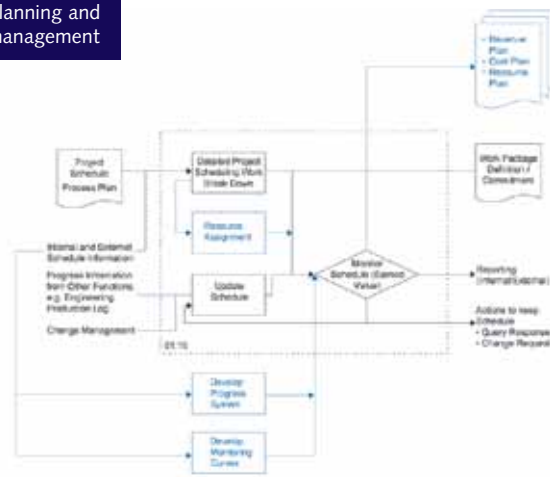 lanning and
management
• Revenue
Plan
• Cost Plan
• Resource
Plan
Project
Schedule
Process Plan
Detailed Project
Scheduling Work
Break Down
Work Package
Definition /
Commitment
Resource
Assignment
Internal and External
Schedule Information
Progress Information
from Other Functions
e.g. Engineering
Production Log
Update
Schedule
Monitor
Schedule (Earned
Value)
Reporting
(Internal/External)
Change Management
Actions to keep
Schedule
• Query Response
• Change Request
Develop
Progress
System
Develop
Monitoring
Curves